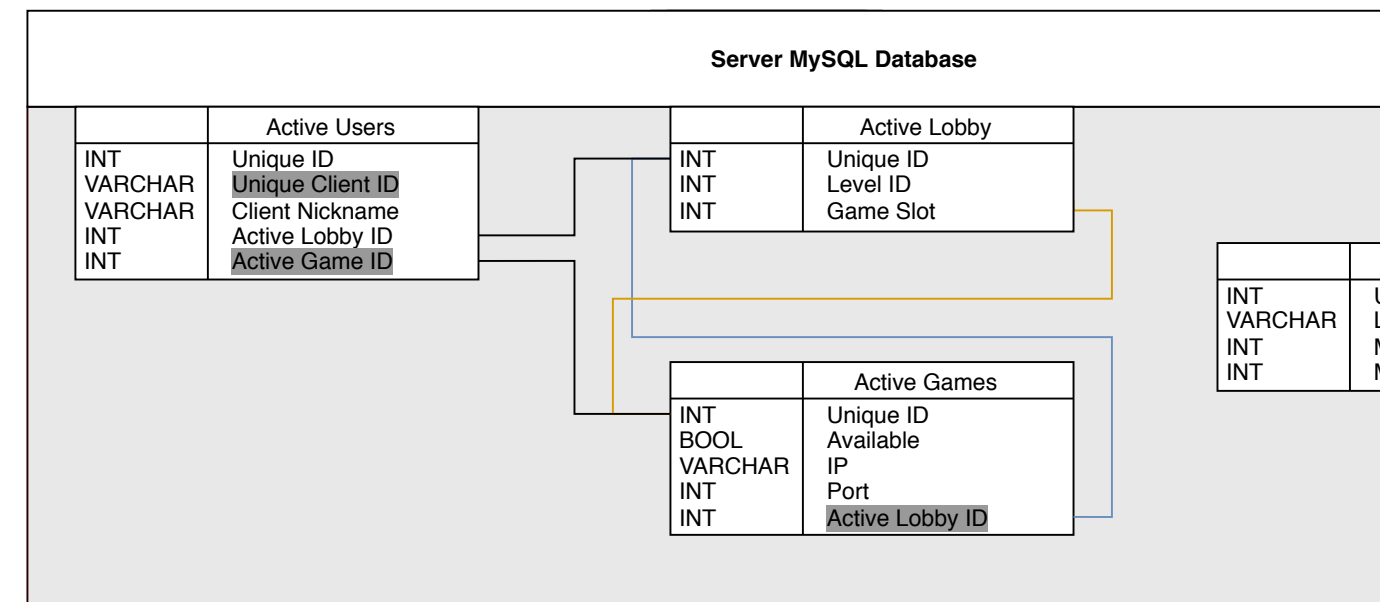 Server MySQL Database
Active Users
INT Unique ID
VARCHAR Unique Client ID
VARCHAR Client Nickname
INT Active Lobby ID
INT Active Game ID
Active Lobby
INT Unique ID
INT Level ID
INT Game Slot
Active Games
INT Unique ID
BOOL Available
VARCHAR IP
INT Port
INT Active Lobby ID
INT
VARCHAR
INT
INT